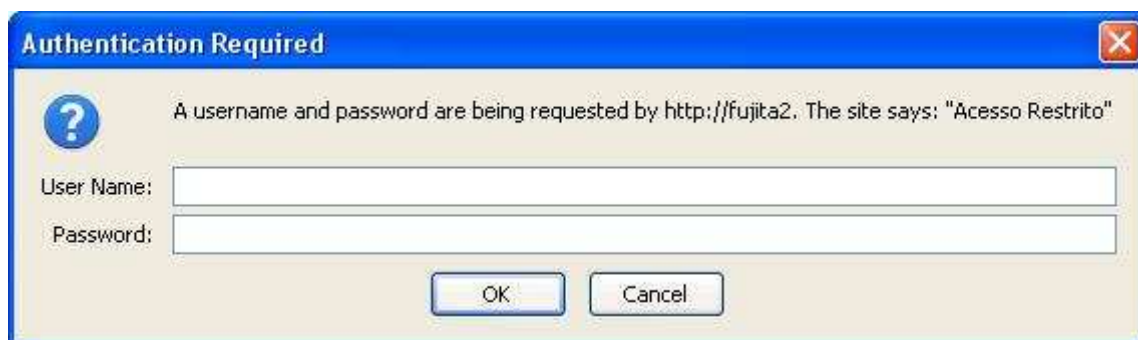 Authentication Required
A username and password are being requested by http://fujita2. The site says: "Acesso Restrito"
User Name:
Password:
OK Cancel